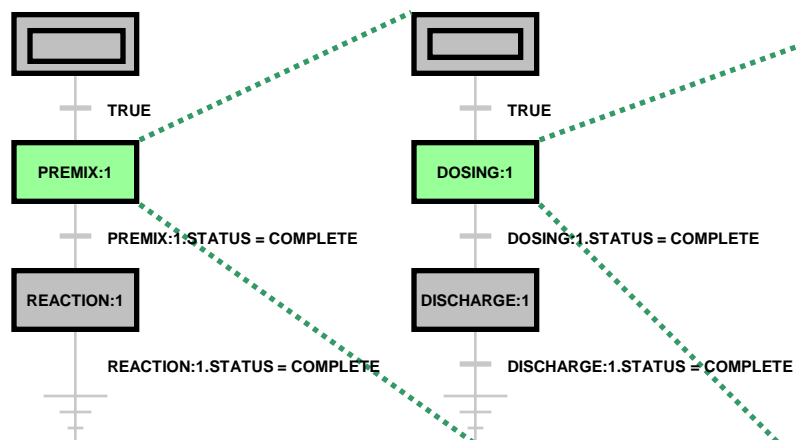 TRUE
PREMIX:1
PREMIX:1.STATUS = COMPLETE
REACTION:1
REACTION:1.STATUS = COMPLETE
TRUE
DOSING:1
DOSING:1.STATUS = COMPLETE
DISCHARGE:1
DISCHARGE:1.STATUS = COMPLETE